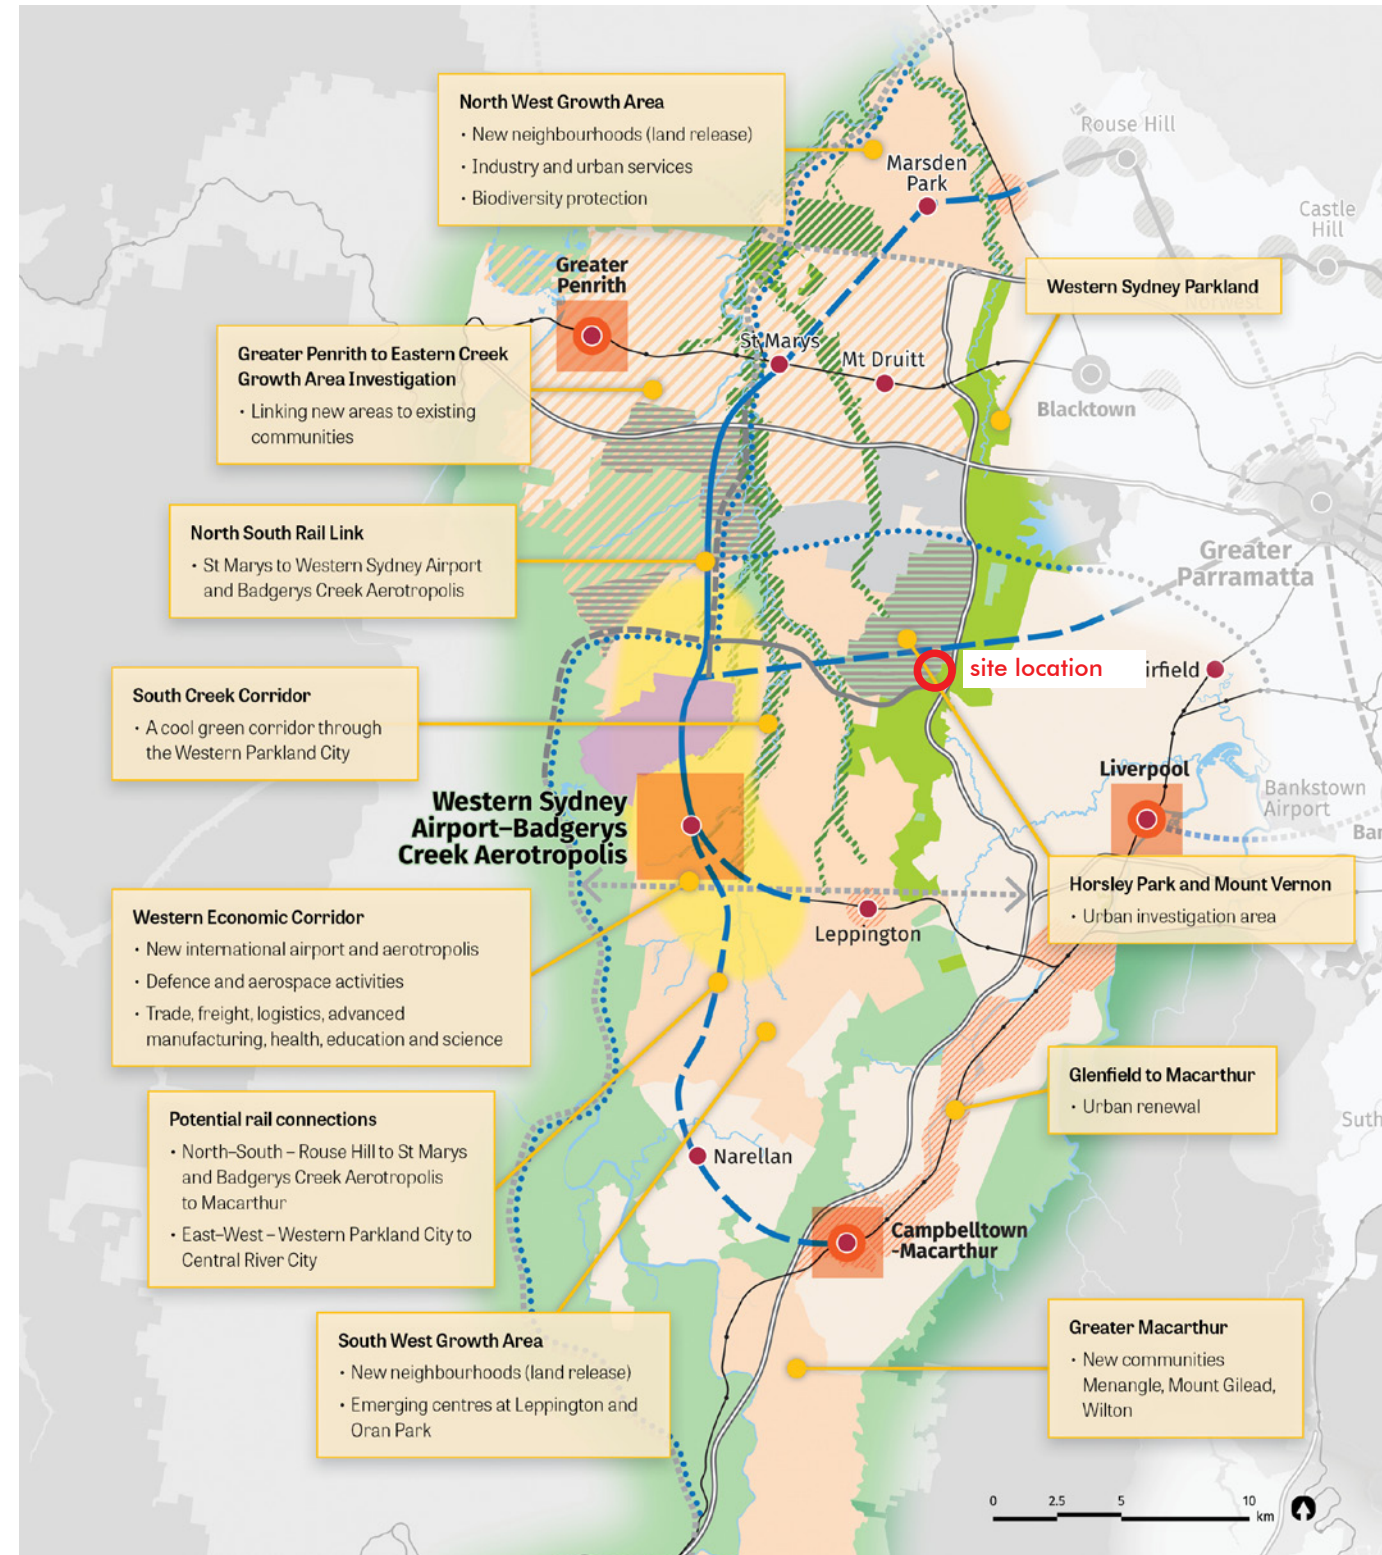 North West Growth Area
· New neighbourhoods (land release)
· Industry and urban services
· Biodiversity protection
Rouse Hill
Marsden
Park
Castle
Hill
Greater
Penrith
Western Sydney Parkland
Norwest
Greater Penrith to Eastern Creek
Growth Area Investigation
· Linking new areas to existing
communities
St Marys
Mt Druitt
Blacktown
North South Rail Link
· St Marys to Western Sydney Airport
and Badgerys Creek Aerotropolis
Greater
Parramatta
site location
irfield
South Creek Corridor
· A cool green corridor through
the Western Parkland City
Liverpool
Bankstown
Airport
Bar
Western Sydney
Airport–Badgerys
Creek Aerotropolis
Horsley Park and Mount Vernon
· Urban investigation area
Western Economic Corridor
· New international airport and aerotropolis
· Defence and aerospace activities
· Trade, freight, logistics, advanced
manufacturing, health, education and science
Leppington
Glenfield to Macarthur
· Urban renewal
Suth
Potential rail connections
· North–South – Rouse Hill to St Marys
and Badgerys Creek Aerotropolis
to Macarthur
· East–West – Western Parkland City to
Central River City
Narellan
Campbelltown
-Macarthur
South West Growth Area
· New neighbourhoods (land release)
· Emerging centres at Leppington and
Oran Park
Greater Macarthur
· New communities
Menangle, Mount Gilead,
Wilton
0 2.5 5 10
km